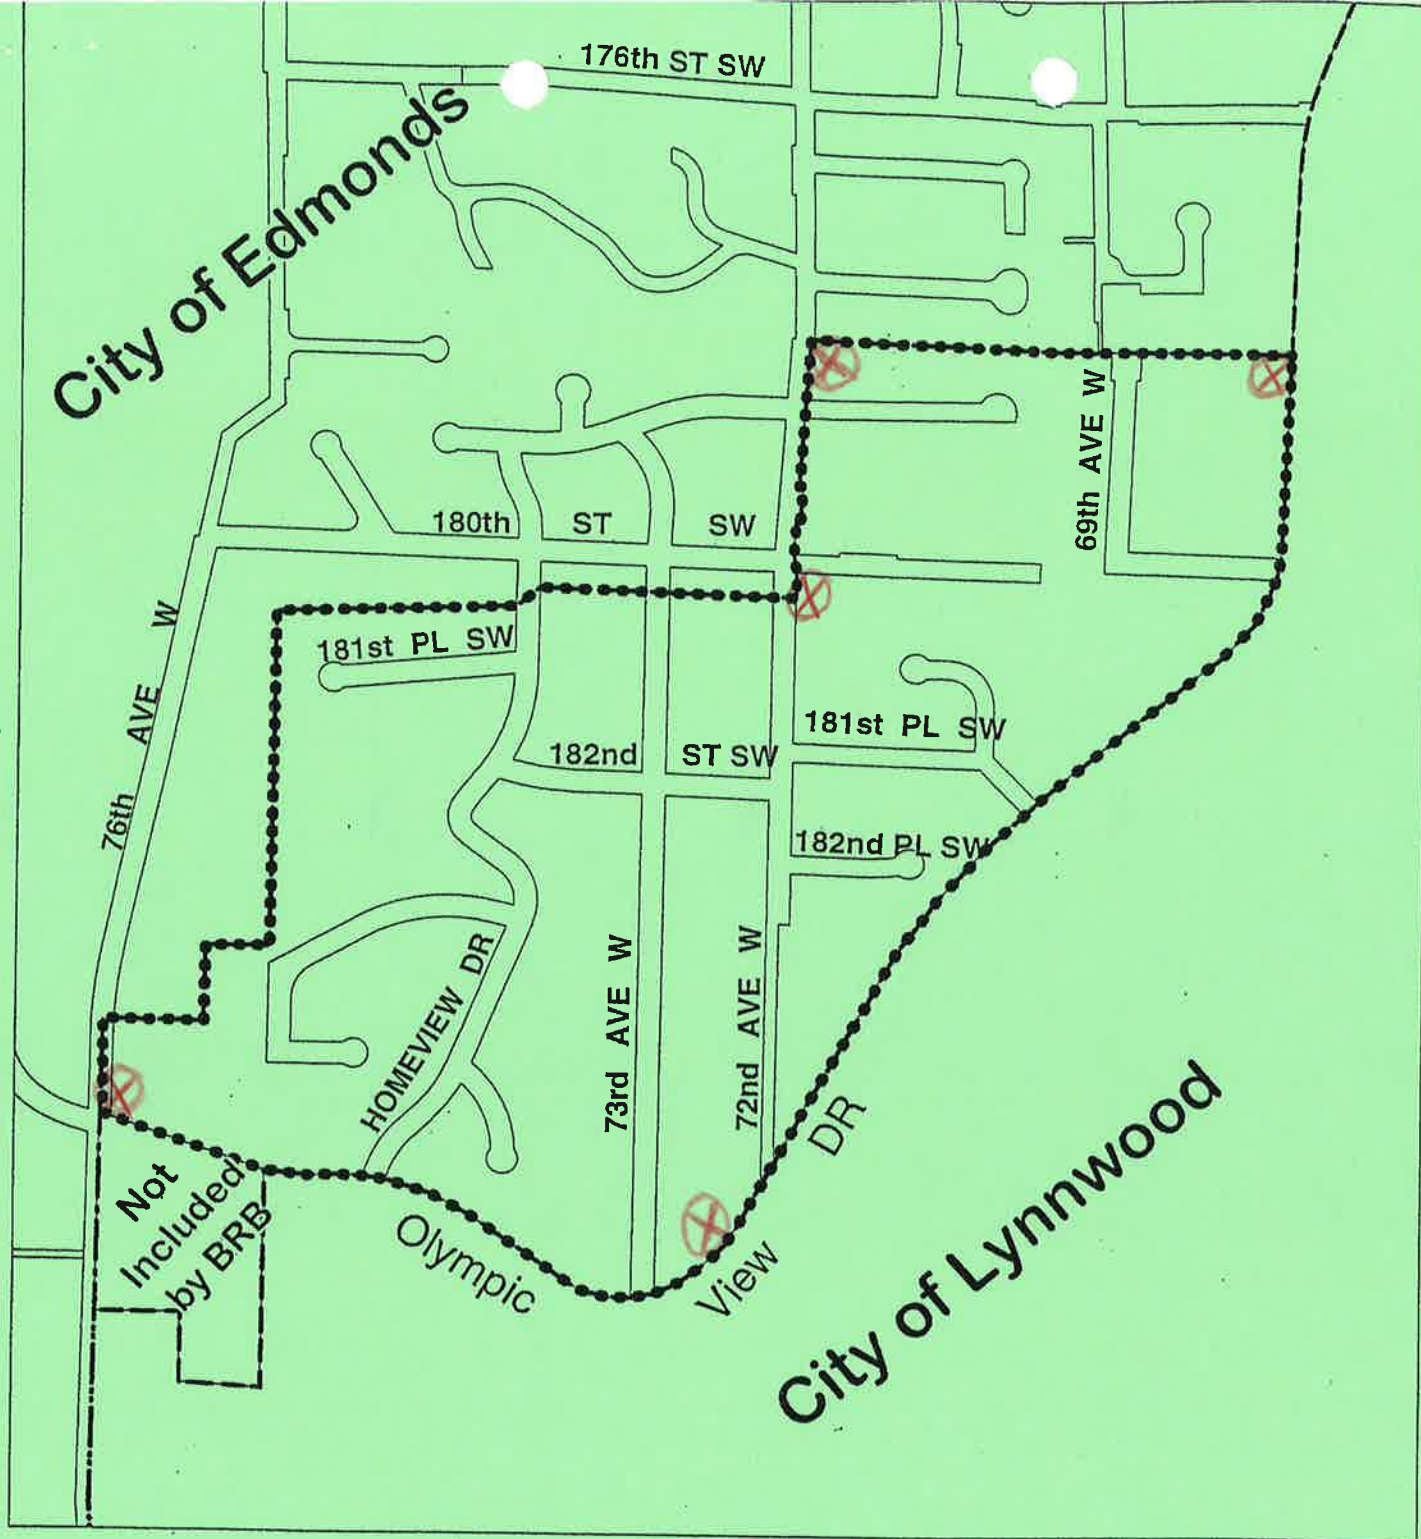 176th ST SW
City of Edmonds
69th AVE W
180th ST SW
76th AVE W
181st PL SW
181st PL SW
182nd ST SW
182nd PL SW
HOMEVIEW DR
73rd AVE W
72nd AVE W
Not
Included
by BRB
Olympic View DR
City of Lynnwood